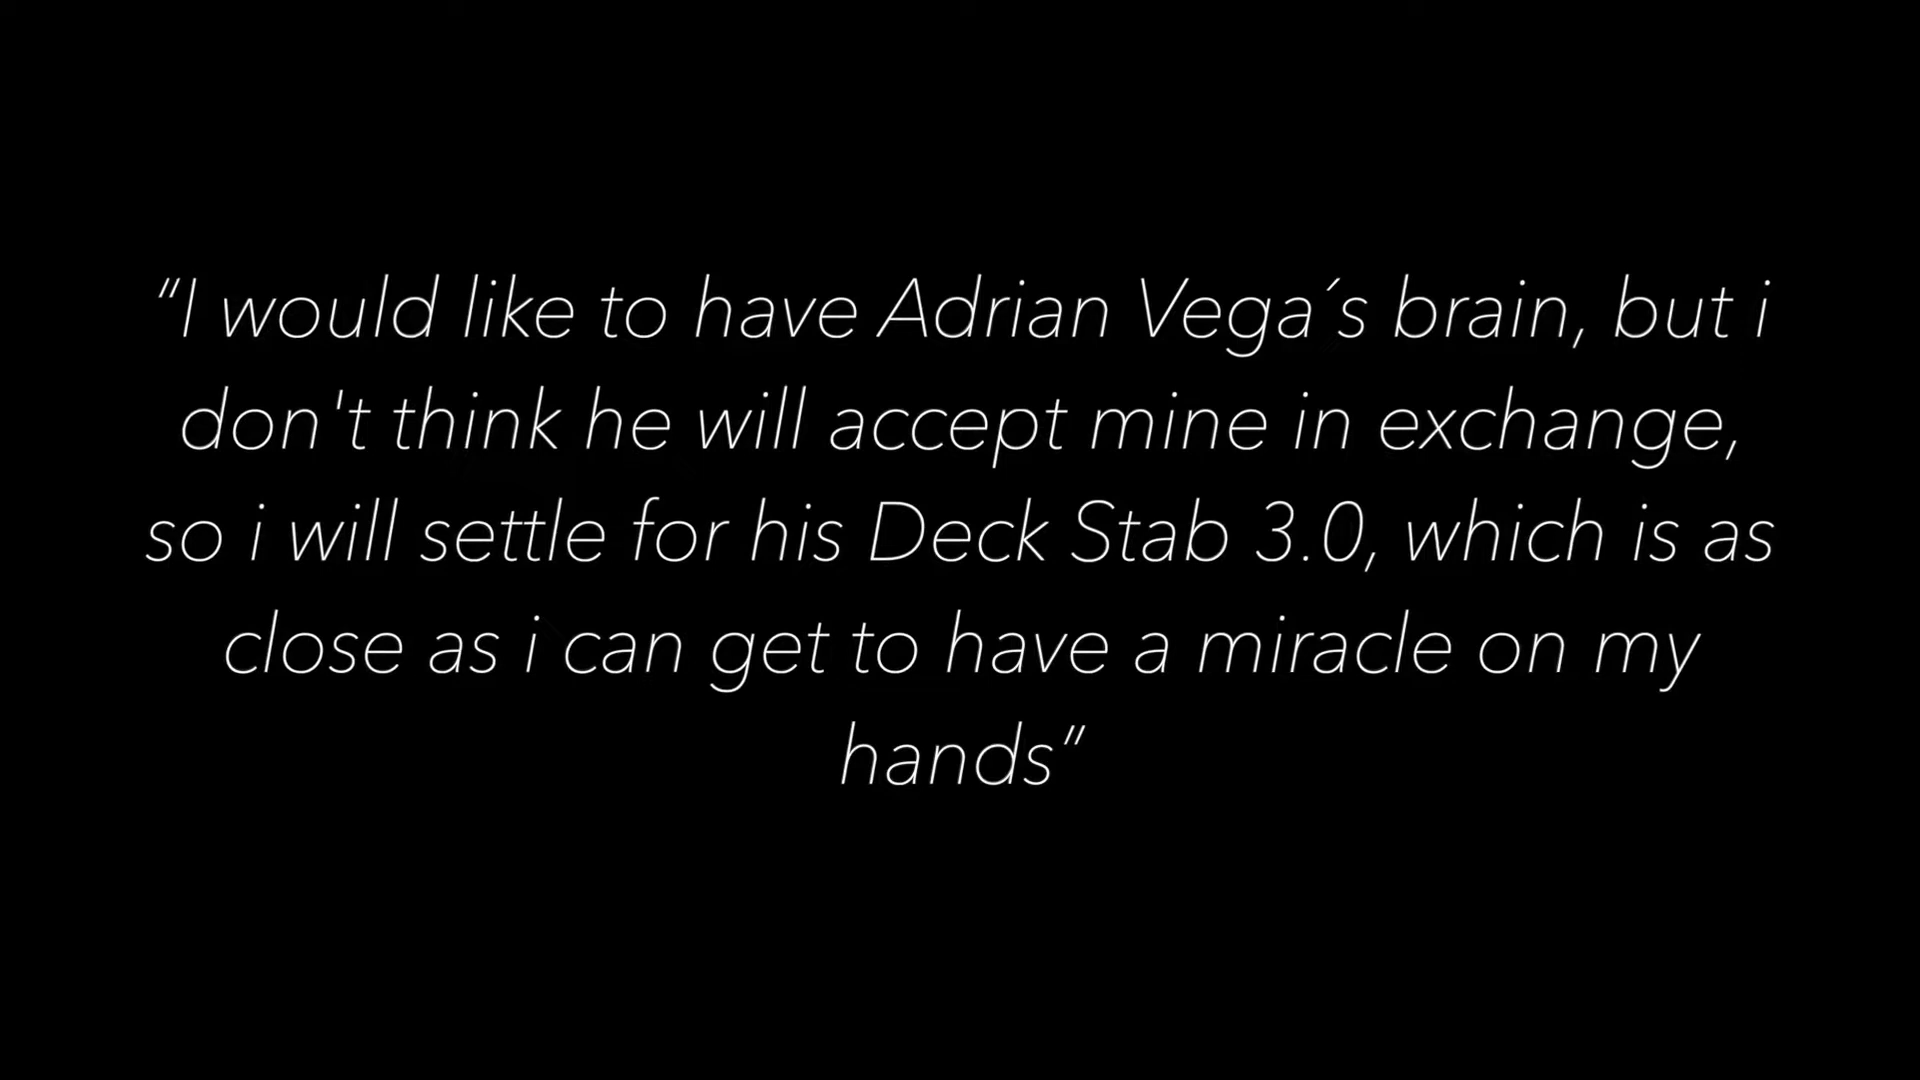 “I would like to have Adrian Vega´s brain, but i
don't think he will accept mine in exchange,
so i will settle for his Deck Stab 3.0, which is as
close as i can get to have a miracle on my
hands”